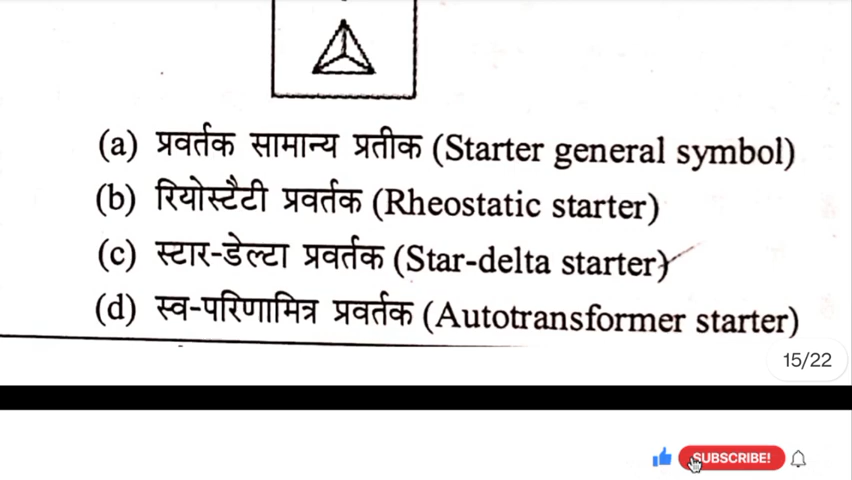 (a) प्रवर्तक सामान्य प्रतीक (Starter general symbol)
(b) रियोस्टैटी प्रवर्तक (Rheostatic starter)
(c) स्टार-डेल्टा प्रवर्तक (Star-delta starter)
(d) स्व-परिणामित्र प्रवर्तक (Autotransformer starter)
15/22
SUBSCRIBE!